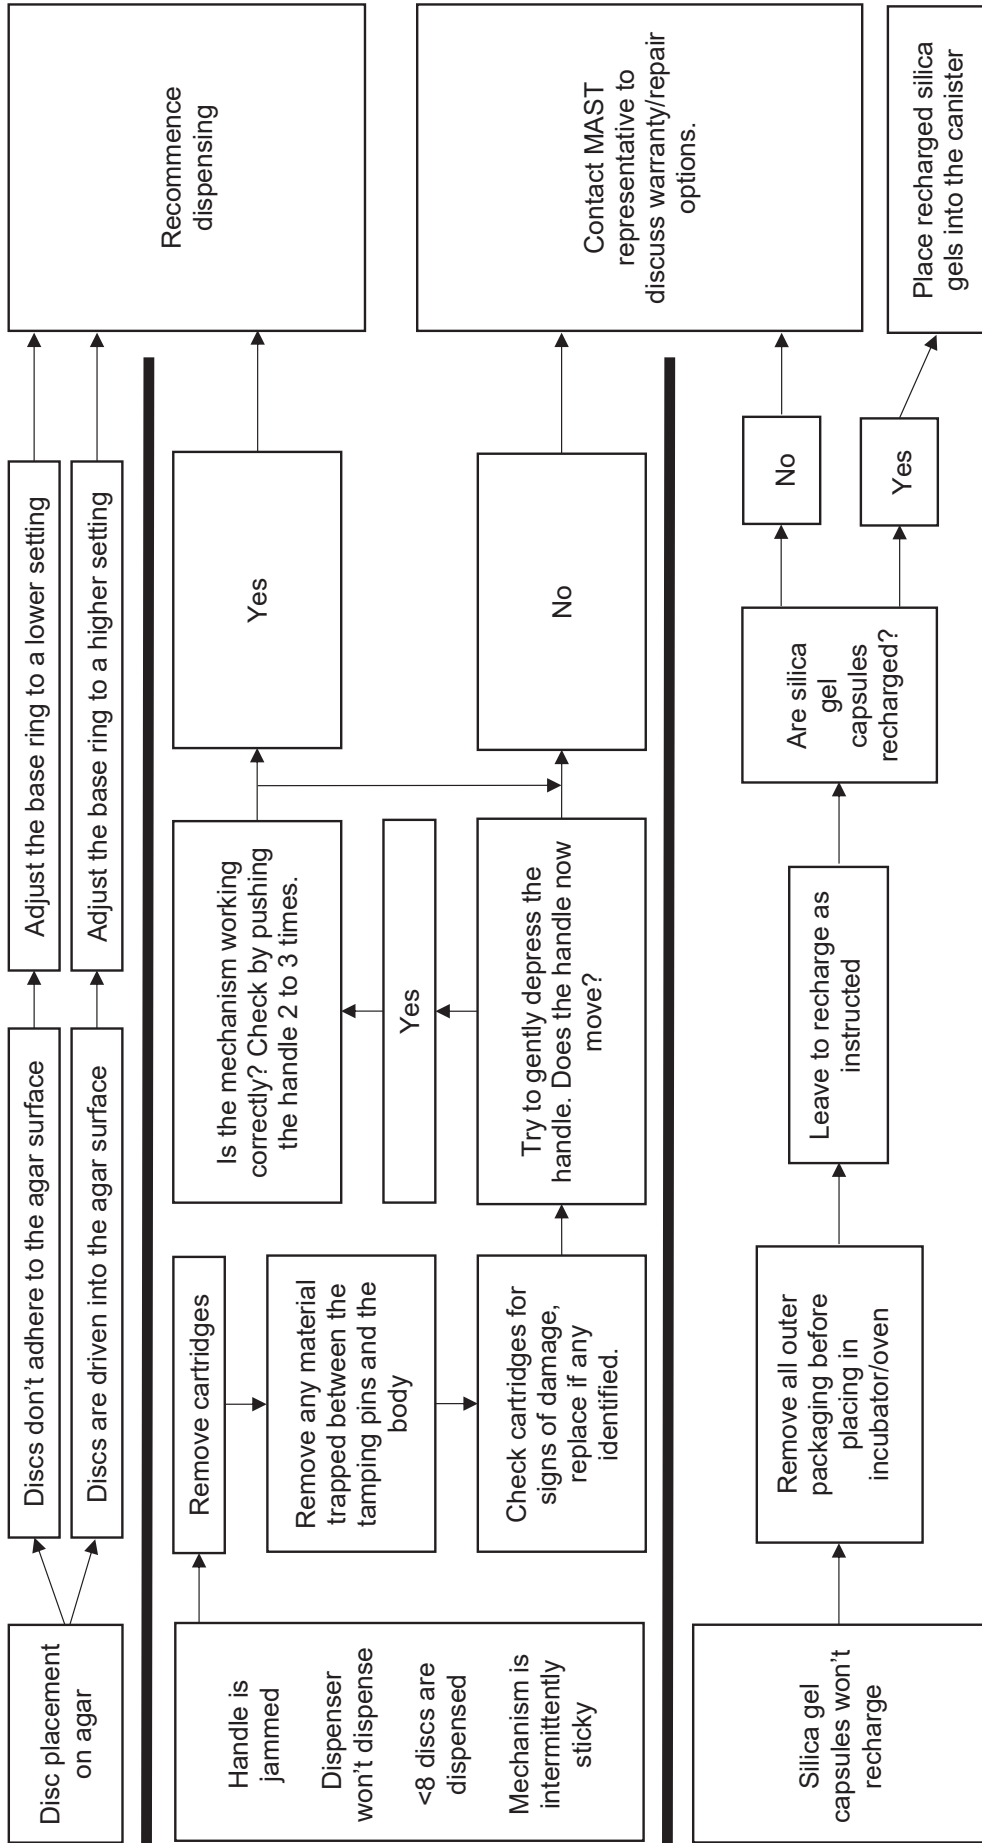 Disc placement
on agar
Discs don't adhere to the agar surface
Adjust the base ring to a lower setting
Discs are driven into the agar surface
Adjust the base ring to a higher setting
Recommence
dispensing
Handle is
jammed
Dispenser
won't dispense
<8 discs are
dispensed
Mechanism is
intermittently
sticky
Remove cartridges
Remove any material
trapped between the
tamping pins and the
body
Check cartridges for
signs of damage,
replace if any
identified.
Is the mechanism working
correctly? Check by pushing
the handle 2 to 3 times.
Yes
Try to gently depress the
handle. Does the handle now
move?
Yes
No
Contact MAST
representative to
discuss warranty/repair
options.
Silica gel
capsules won't
recharge
Remove all outer
packaging before
placing in
incubator/oven
Leave to recharge as
instructed
Are silica
gel
capsules
recharged?
No
Yes
Place recharged silica
gels into the canister